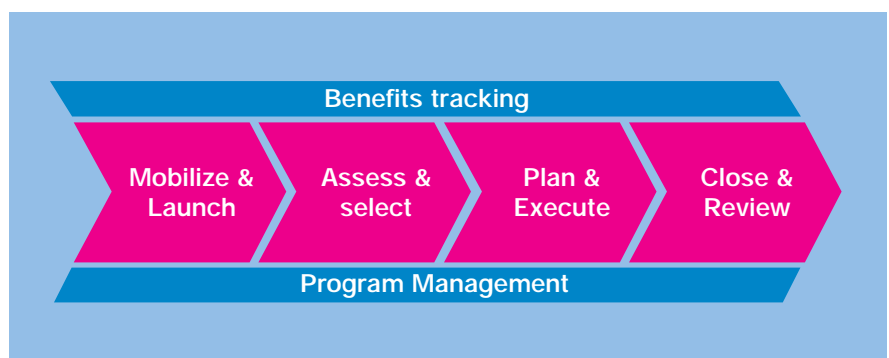 Benefits tracking
Mobilize &
Launch
Assess &
select
Plan &
Execute
Close &
Review
Program Management